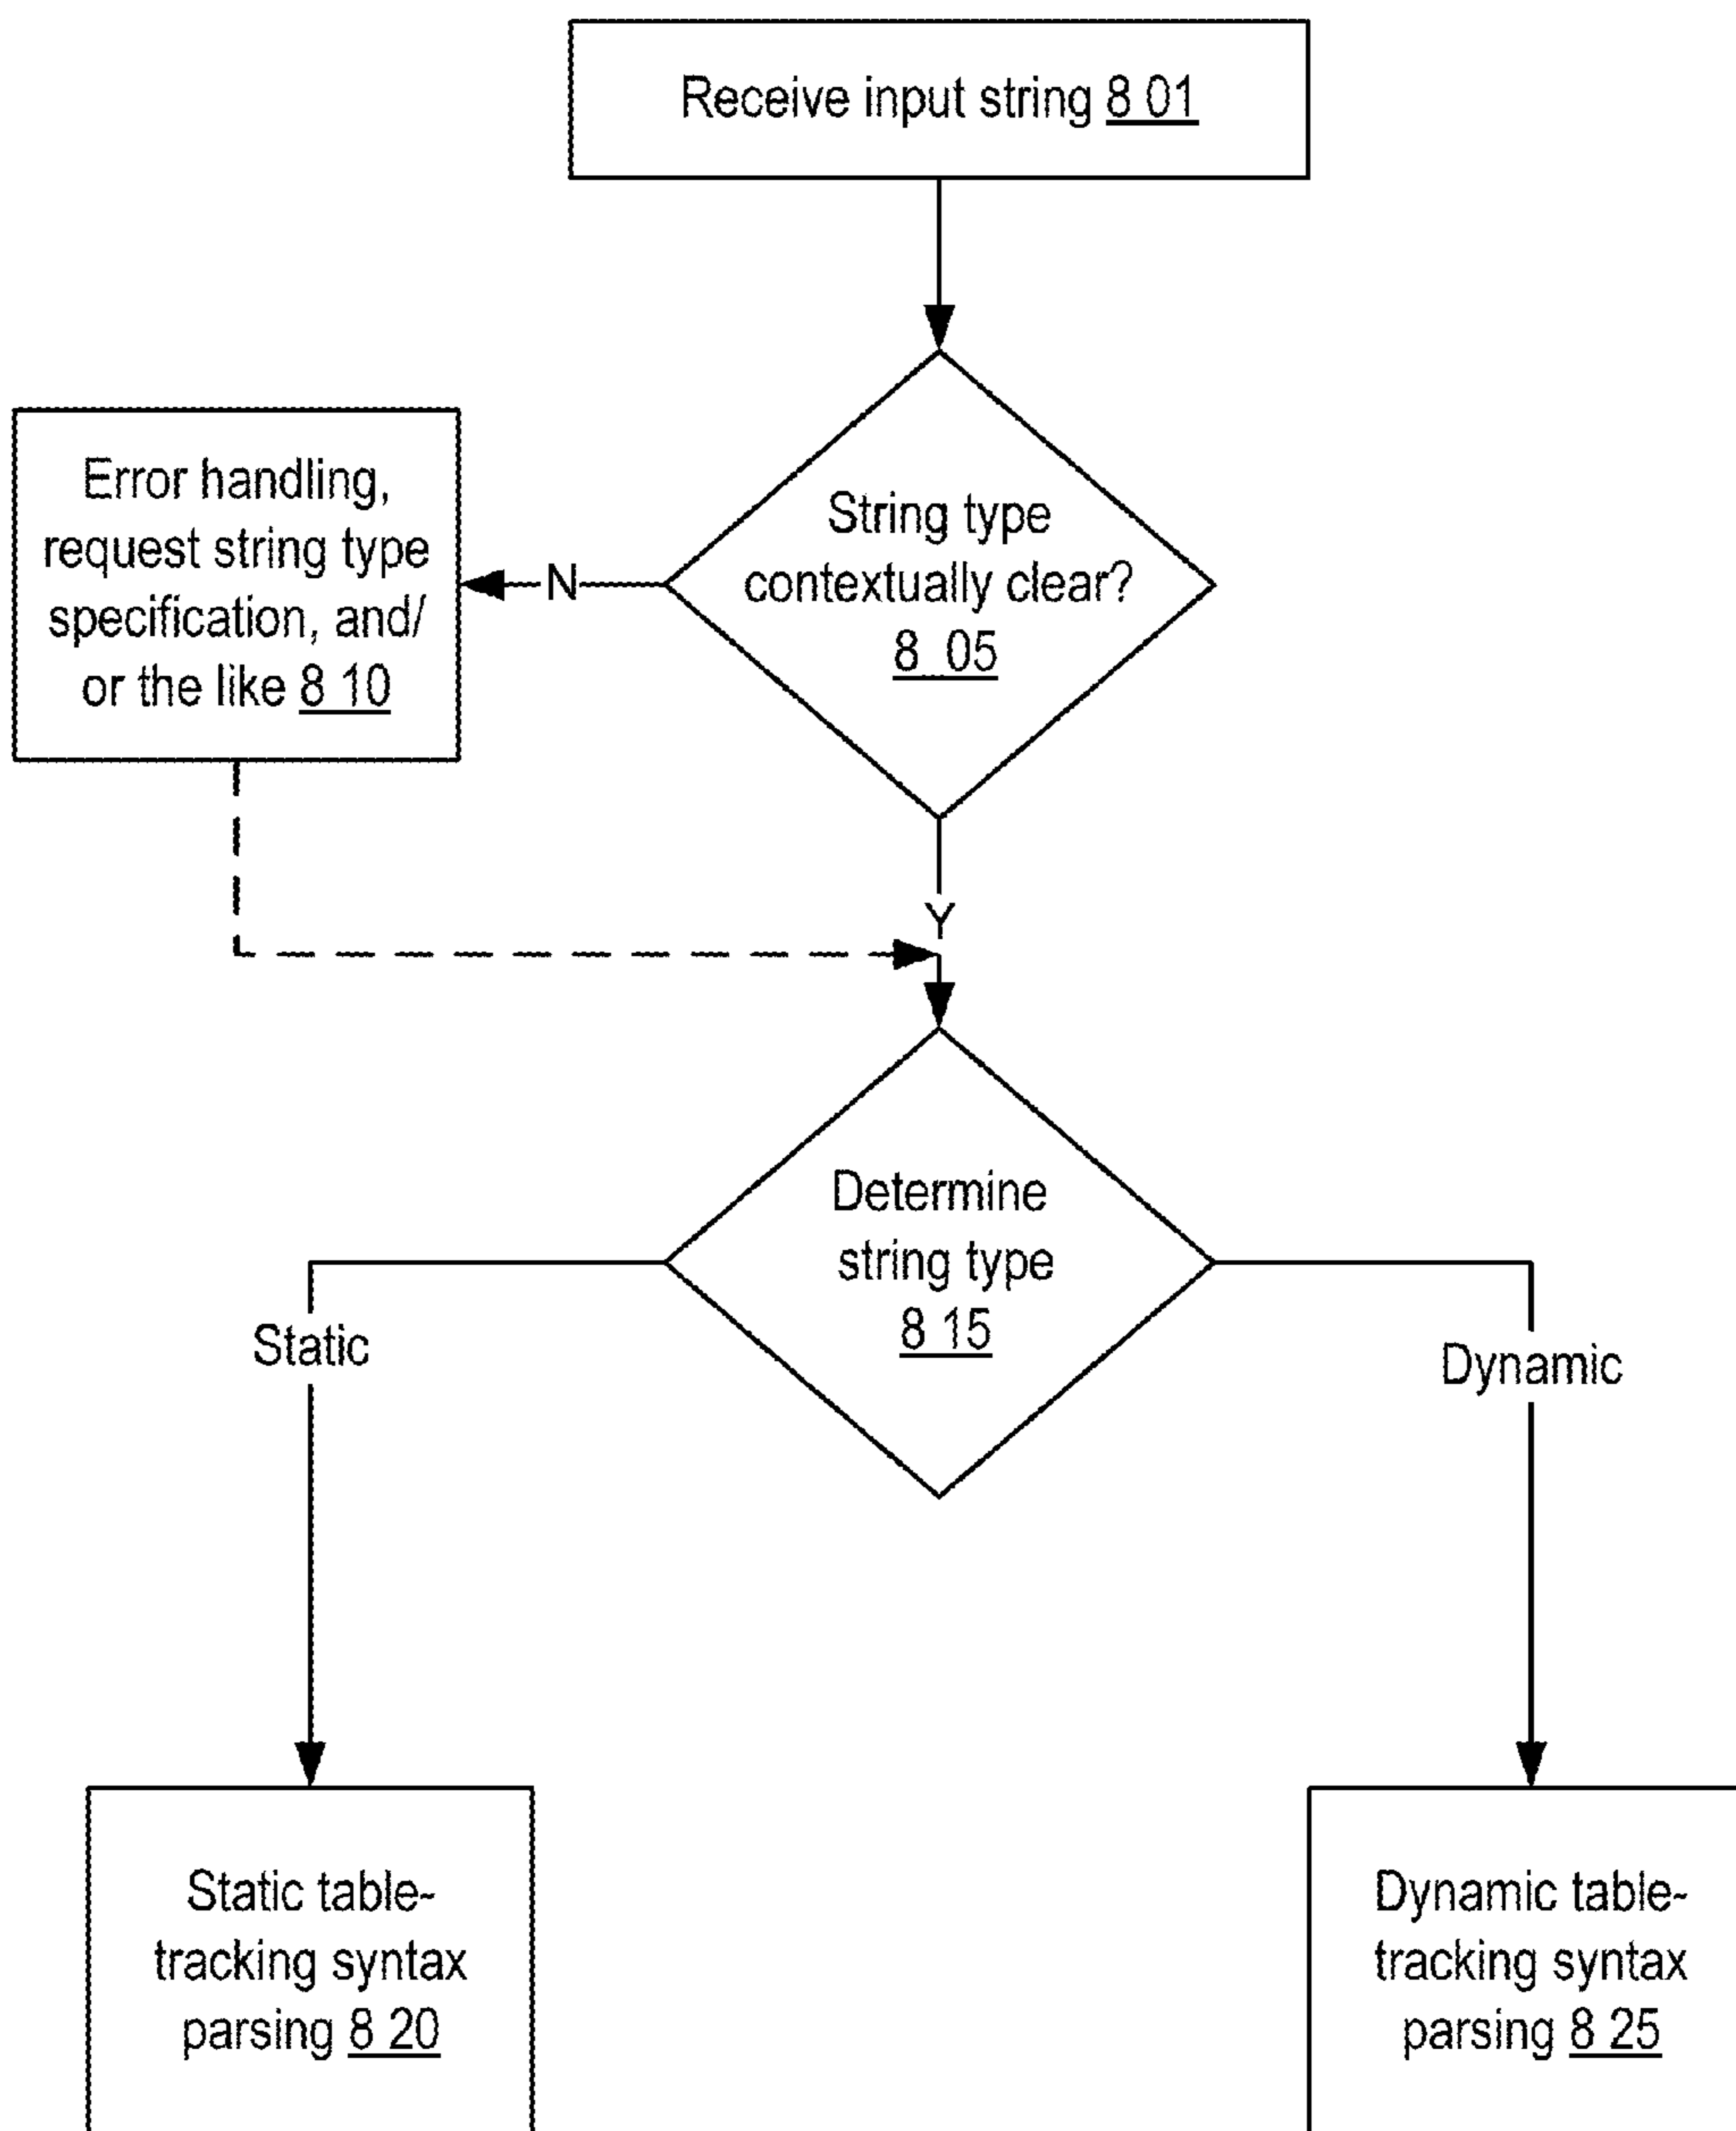 Receive input string 8 01
Error handling,
request string type
specification, and/
or the like 8 10
String type
contextually clear?
8 05
N
Y
Determine
string type
8 15
Static
Dynamic
Static table-
tracking syntax
parsing 8 20
Dynamic table-
tracking syntax
parsing 8 25